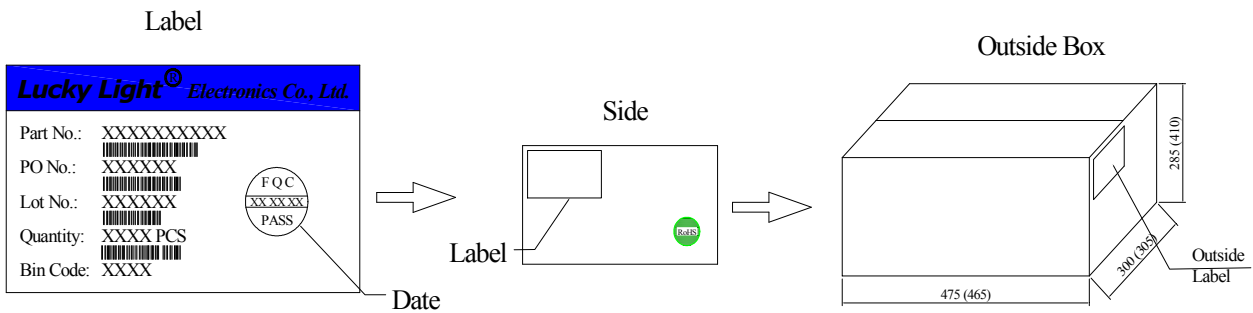 Label
Lucky Light® Electronics Co., Ltd.
Part No.: XXXXXXXXXX
PO No.: XXXXXX
Lot No.: XXXXXX
Quantity: XXXX PCS
Bin Code: XXXX
F Q C
XX XX XX
PASS
Date
Side
Label
RoHS
Outside Box
285 (410)
300 (305)
475 (465)
Outside
Label